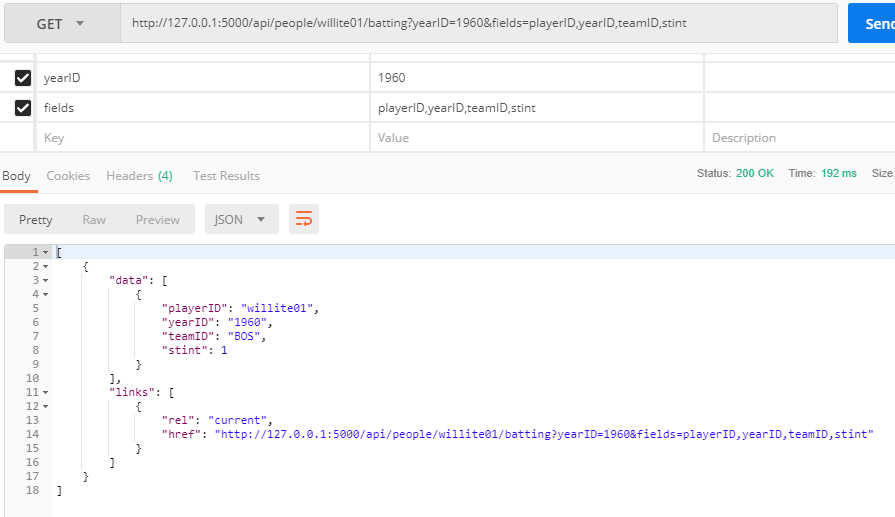 GET http://127.0.0.1:5000/api/people/willite01/batting?yearID=1960&fields=playerID,yearID,teamID,stint Send
yearID 1960
fields playerID,yearID,teamID,stint
Key Value Description
Body Cookies Headers (4) Test Results Status: 200 OK Time: 192 ms Size:
Pretty Raw Preview JSON
1 [
2 {
3 "data": [
4 {
5 "playerID": "willite01",
6 "yearID": "1960",
7 "teamID": "BOS",
8 "stint": 1
9 }
10 ],
11 "links": [
12 {
13 "rel": "current",
14 "href": "http://127.0.0.1:5000/api/people/willite01/batting?yearID=1960&fields=playerID,yearID,teamID,stint"
15 }
16 ]
17 }
18 ]